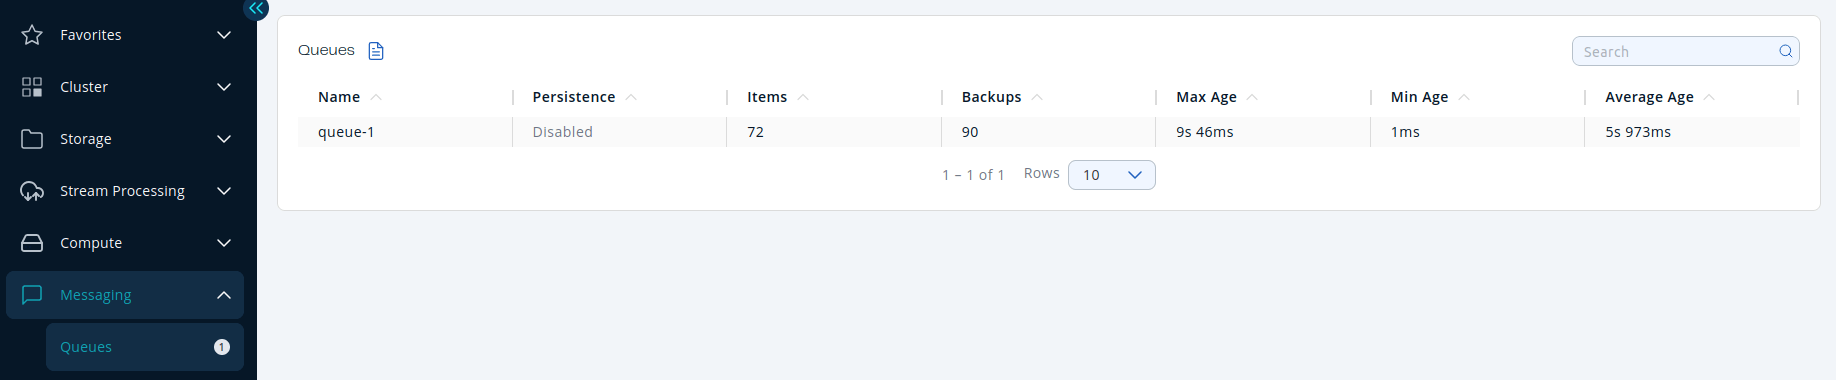 Favorites
Cluster
Storage
Stream Processing
Compute
Messaging
Queues 1
Queues
Search
Name Persistence Items Backups Max Age Min Age Average Age
queue-1 Disabled 72 90 9s 46ms 1ms 5s 973ms
1 – 1 of 1 Rows 10